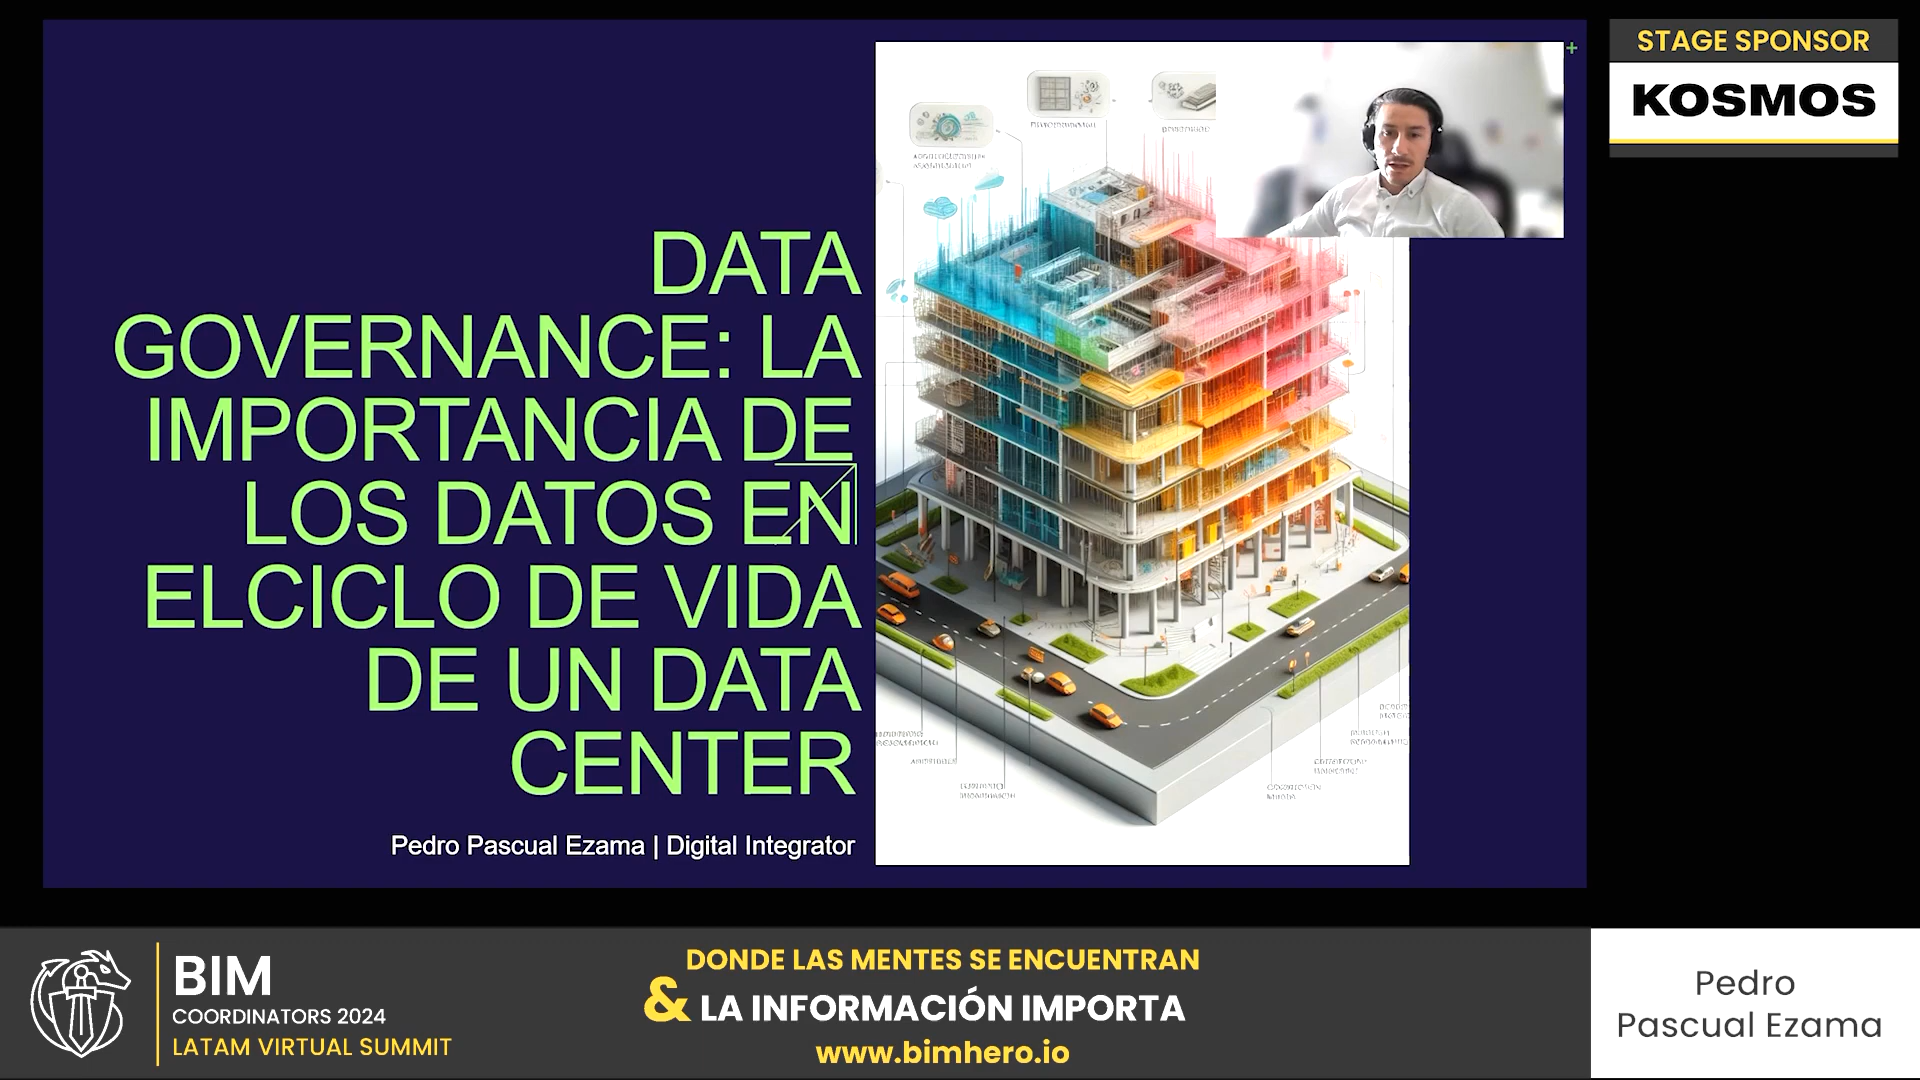 STAGE SPONSOR
KOSMOS
DATA
GOVERNANCE: LA
IMPORTANCIA DE
LOS DATOS EN
ELCICLO DE VIDA
DE UN DATA
CENTER
Pedro Pascual Ezama | Digital Integrator
BIM
COORDINATORS 2024
LATAM VIRTUAL SUMMIT
DONDE LAS MENTES SE ENCUENTRAN
& LA INFORMACIÓN IMPORTA
www.bimhero.io
Pedro
Pascual Ezama